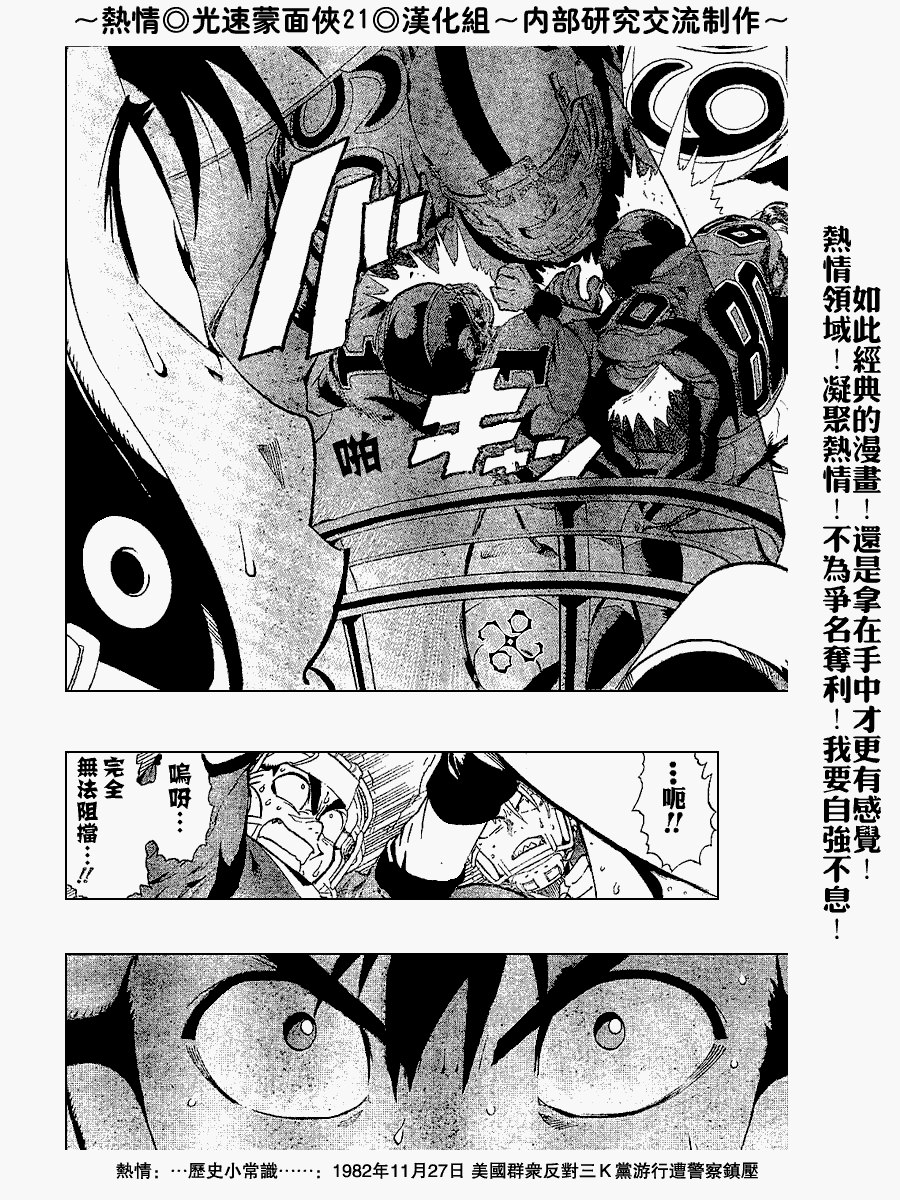 ～熱情◎光速蒙面俠21◎漢化組～内部研究交流制作～
バババ
ギャン
啪
如此經典的漫畫！還是拿在手中才更有感覺！
熱情領域！凝聚熱情！不為爭名奪利！我要自強不息！
…呃!!
嗚呀…
完全
無法阻擋…!!
熱情：…歷史小常識……：1982年11月27日 美國群衆反對三K黨游行遭警察鎮壓